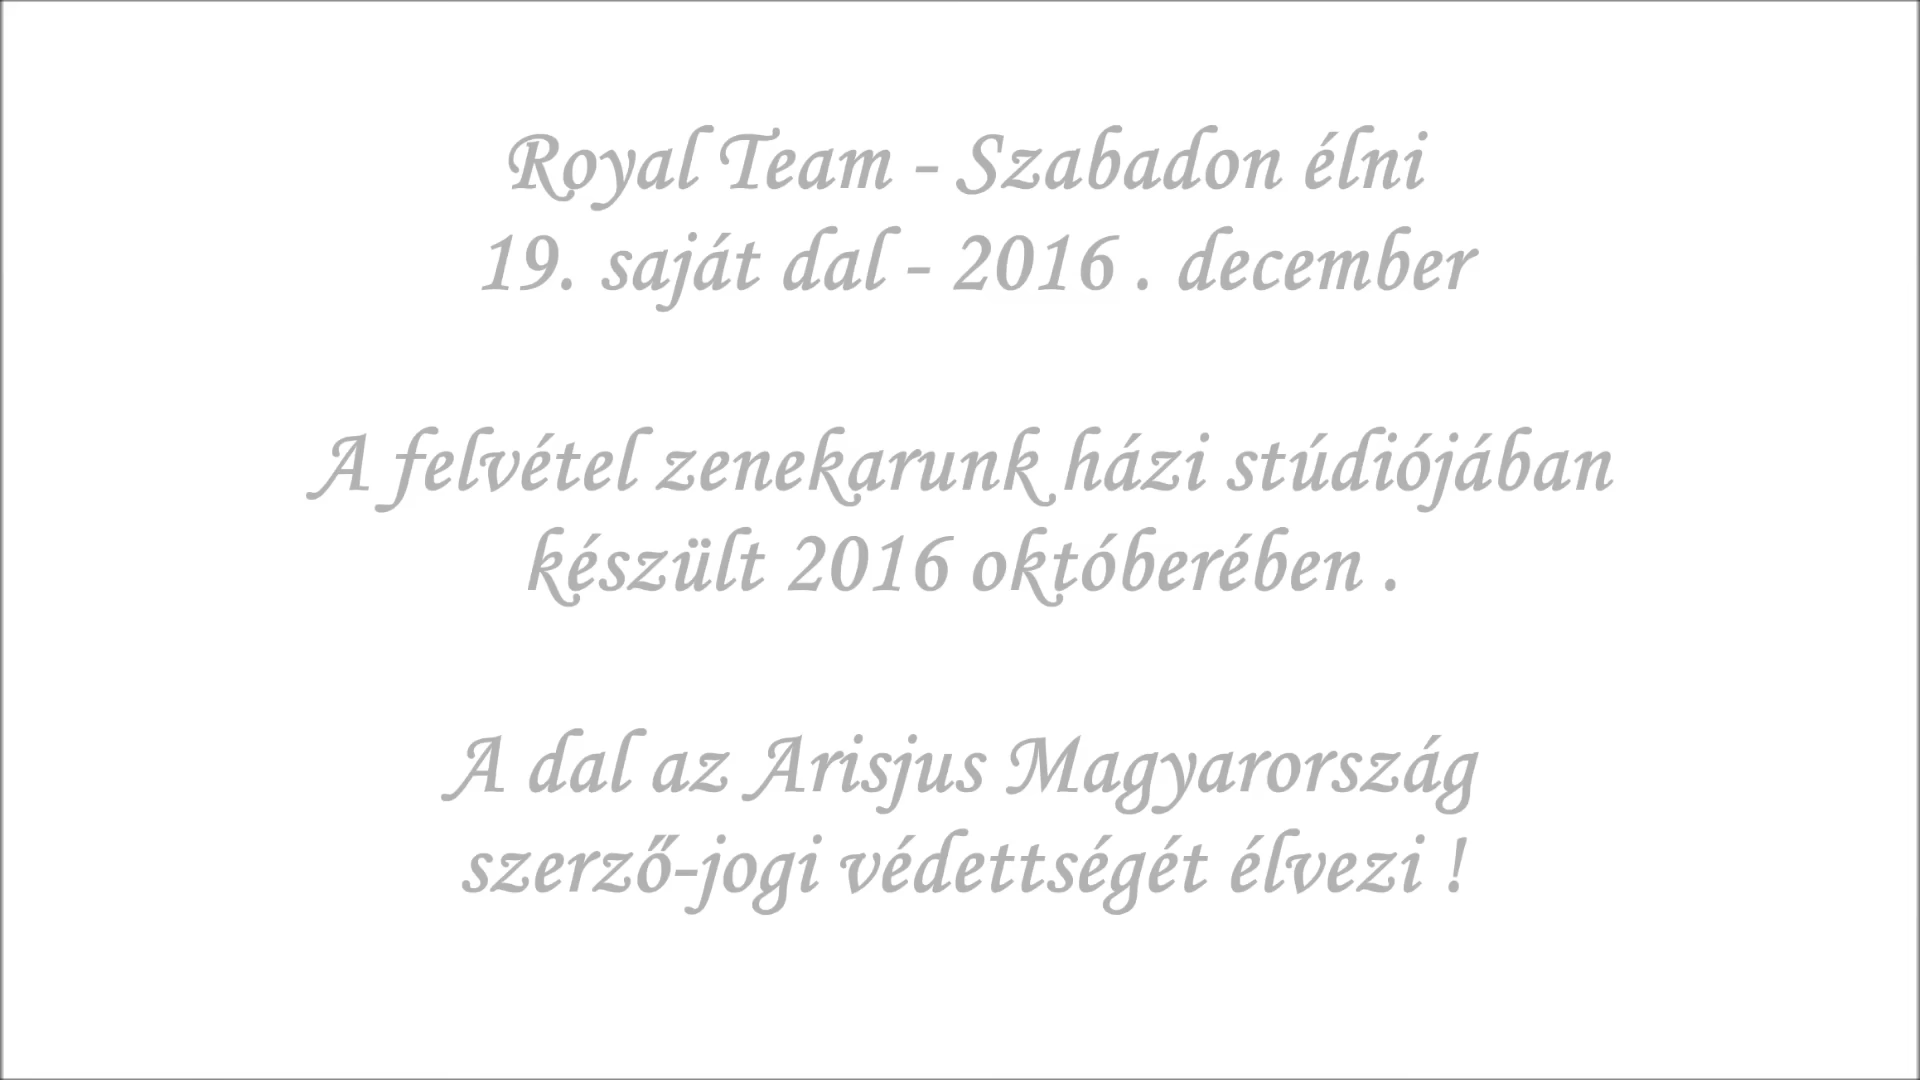 Royal Team - Szabadon élni
19. saját dal - 2016 . december
A felvétel zenekarunk házi stúdiójában
készült 2016 októberében .
A dal az Arisjus Magyarország
szerző-jogi védettségét élvezi !